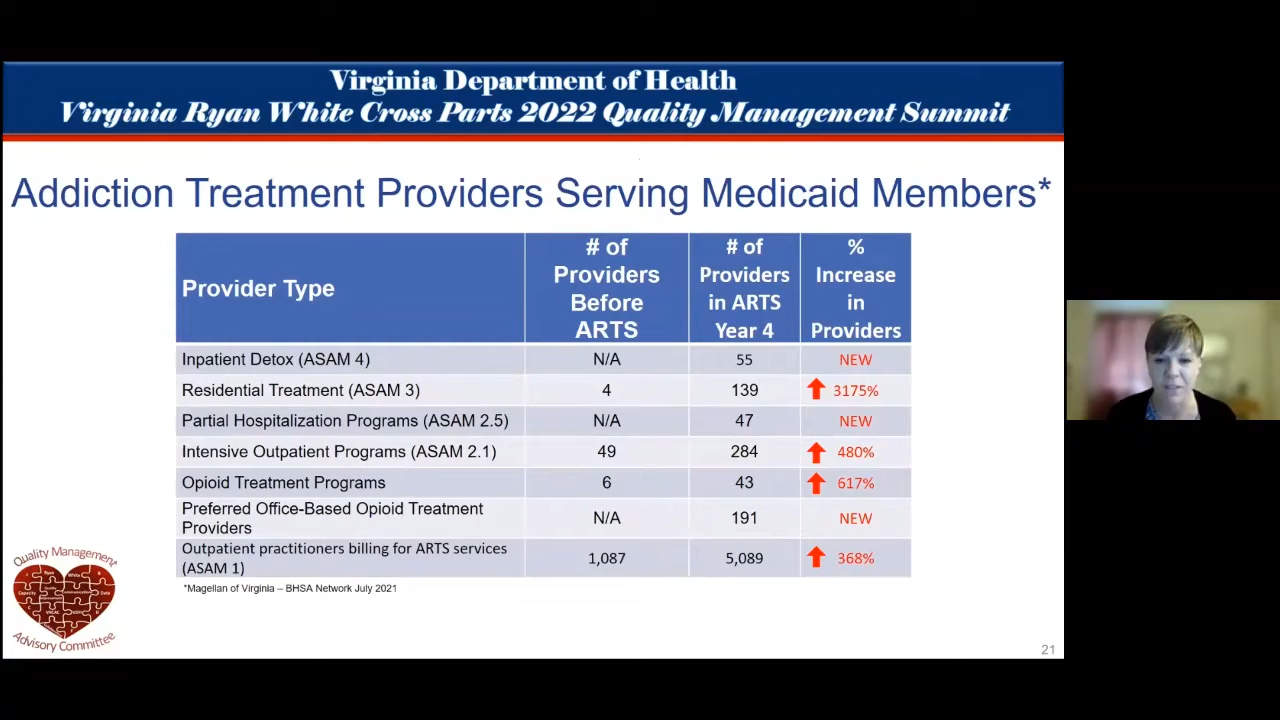 Virginia Department of Health
Virginia Ryan White Cross Parts 2022 Quality Management Summit
Addiction Treatment Providers Serving Medicaid Members*
Provider Type
# of
Providers
Before
ARTS
# of
Providers
in ARTS
Year 4
%
Increase
in
Providers
Inpatient Detox (ASAM 4) N/A 55 NEW
Residential Treatment (ASAM 3) 4 139 3175%
Partial Hospitalization Programs (ASAM 2.5) N/A 47 NEW
Intensive Outpatient Programs (ASAM 2.1) 49 284 480%
Opioid Treatment Programs 6 43 617%
Preferred Office-Based Opioid Treatment
Providers N/A 191 NEW
Outpatient practitioners billing for ARTS services
(ASAM 1) 1,087 5,089 368%
*Magellan of Virginia – BHSA Network July 2021
Quality Management
Advisory Committee
21